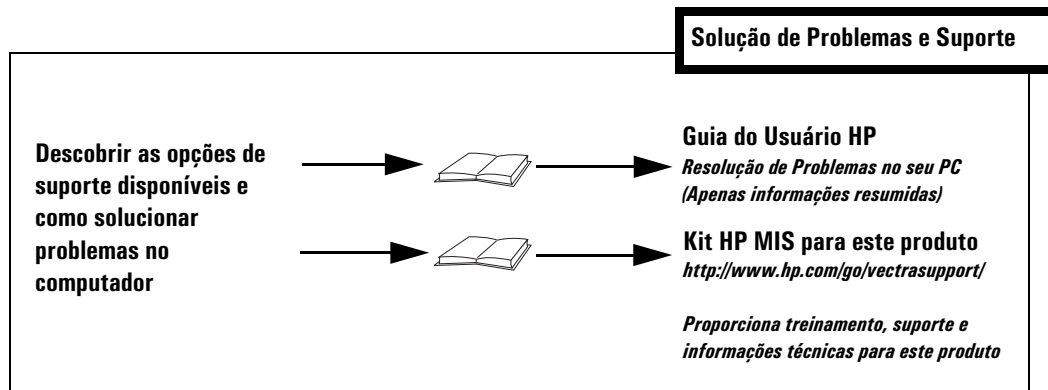 Solução de Problemas e Suporte
Descobrir as opções de
suporte disponíveis e
como solucionar
problemas no
computador
Guia do Usuário HP
Resolução de Problemas no seu PC
(Apenas informações resumidas)
Kit HP MIS para este produto
http://www.hp.com/go/vectrasupport/
Proporciona treinamento, suporte e
informações técnicas para este produto